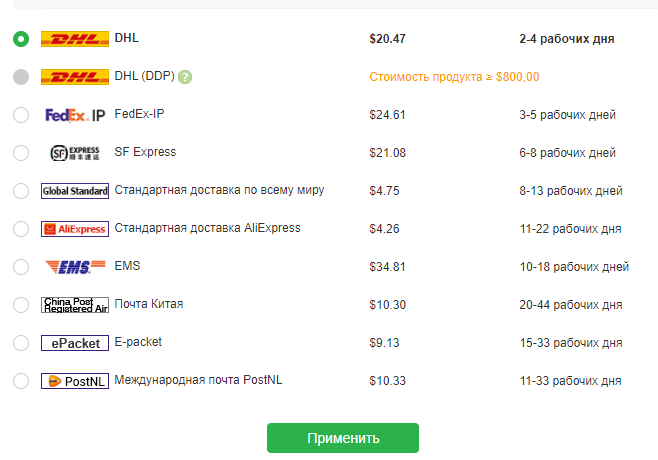 DHL DHL $20.47 2-4 рабочих дня
DHL DHL (DDP) ? Стоимость продукта ≥ $800,00
FedEx IP FedEx-IP $24.61 3-5 рабочих дней
SF EXPRESS 顺丰速运 SF Express $21.08 6-8 рабочих дней
Global Standard Стандартная доставка по всему миру $4.75 8-13 рабочих дней
AliExpress Стандартная доставка AliExpress $4.26 11-22 рабочих дня
EMS EMS $34.81 10-18 рабочих дней
China Post Registered Air Почта Китая $10.30 20-44 рабочих дня
ePacket E-packet $9.13 15-33 рабочих дня
PostNL Международная почта PostNL $10.33 11-33 рабочих дня
Применить